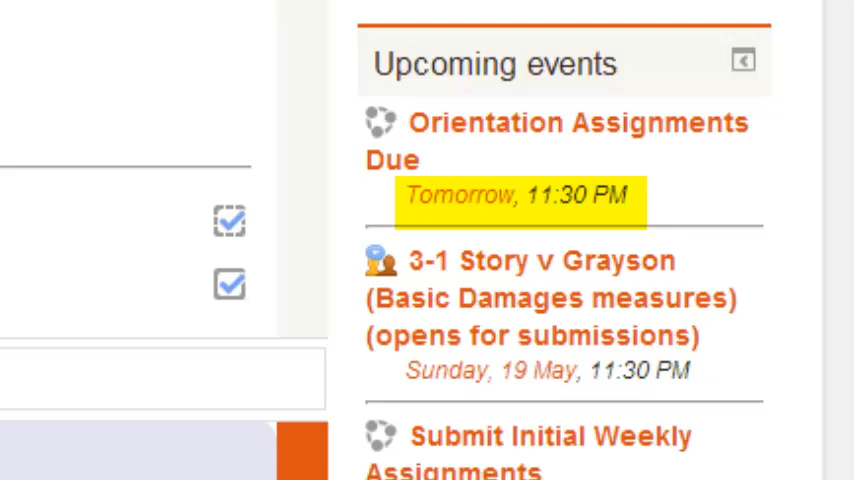 Upcoming events
Orientation Assignments
Due
Tomorrow, 11:30 PM
3-1 Story v Grayson
(Basic Damages measures)
(opens for submissions)
Sunday, 19 May, 11:30 PM
Submit Initial Weekly
Assignments